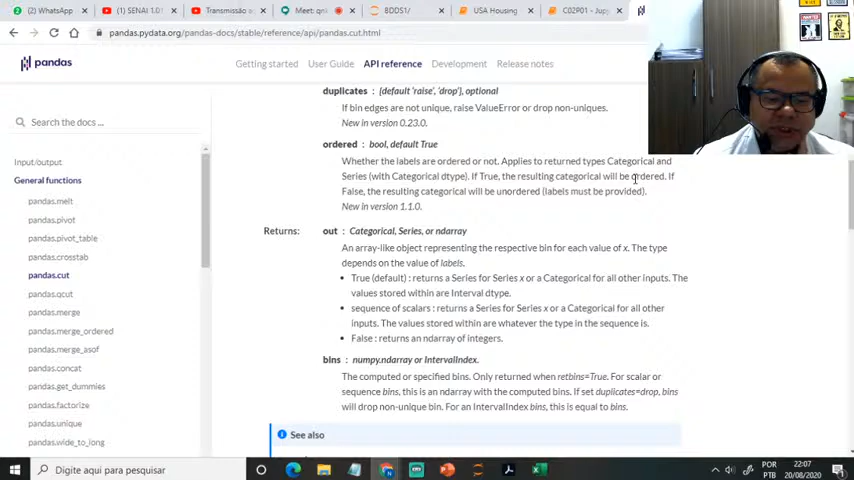 (2) WhatsApp
(1) SENAI 1.01
Transmissão a
Meet: qnk
8DDS1/
USA Housing
C02P01 - Jupy
pandas.pydata.org/pandas-docs/stable/reference/api/pandas.cut.html
pandas
Getting started User Guide API reference Development Release notes
Search the docs ...
Input/output
General functions
pandas.melt
pandas.pivot
pandas.pivot_table
pandas.crosstab
pandas.cut
pandas.qcut
pandas.merge
pandas.merge_ordered
pandas.merge_asof
pandas.concat
pandas.get_dummies
pandas.factorize
pandas.unique
pandas.wide_to_long
duplicates : {default 'raise', 'drop'}, optional
If bin edges are not unique, raise ValueError or drop non-uniques.
New in version 0.23.0.
ordered : bool, default True
Whether the labels are ordered or not. Applies to returned types Categorical and
Series (with Categorical dtype). If True, the resulting categorical will be ordered. If
False, the resulting categorical will be unordered (labels must be provided).
New in version 1.1.0.
Returns:
out : Categorical, Series, or ndarray
An array-like object representing the respective bin for each value of x. The type
depends on the value of labels.
• True (default) : returns a Series for Series x or a Categorical for all other inputs. The
values stored within are Interval dtype.
• sequence of scalars : returns a Series for Series x or a Categorical for all other
inputs. The values stored within are whatever the type in the sequence is.
• False : returns an ndarray of integers.
bins : numpy.ndarray or IntervalIndex.
The computed or specified bins. Only returned when retbins=True. For scalar or
sequence bins, this is an ndarray with the computed bins. If set duplicates=drop, bins
will drop non-unique bin. For an IntervalIndex bins, this is equal to bins.
See also
Digite aqui para pesquisar
POR
PTB
22:07
20/08/2020